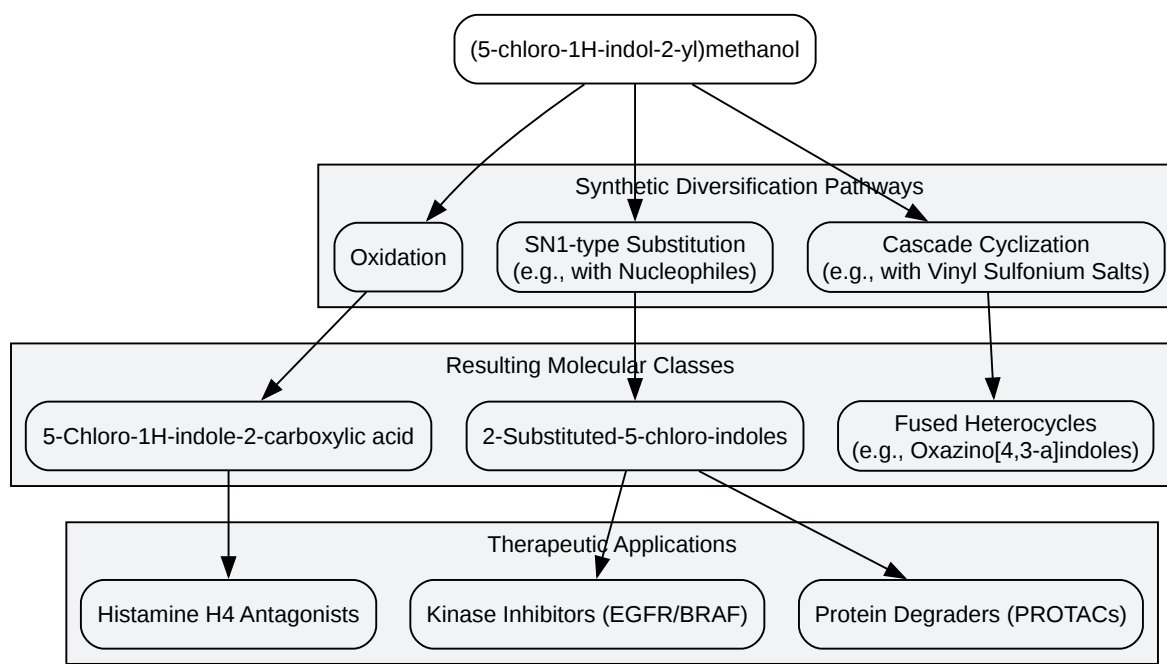 (5-chloro-1H-indol-2-yl)methanol
Synthetic Diversification Pathways
Oxidation
SN1-type Substitution
(e.g., with Nucleophiles)
Cascade Cyclization
(e.g., with Vinyl Sulfonium Salts)
Resulting Molecular Classes
5-Chloro-1H-indole-2-carboxylic acid
2-Substituted-5-chloro-indoles
Fused Heterocycles
(e.g., Oxazino[4,3-a]indoles)
Therapeutic Applications
Histamine H4 Antagonists
Kinase Inhibitors (EGFR/BRAF)
Protein Degraders (PROTACs)